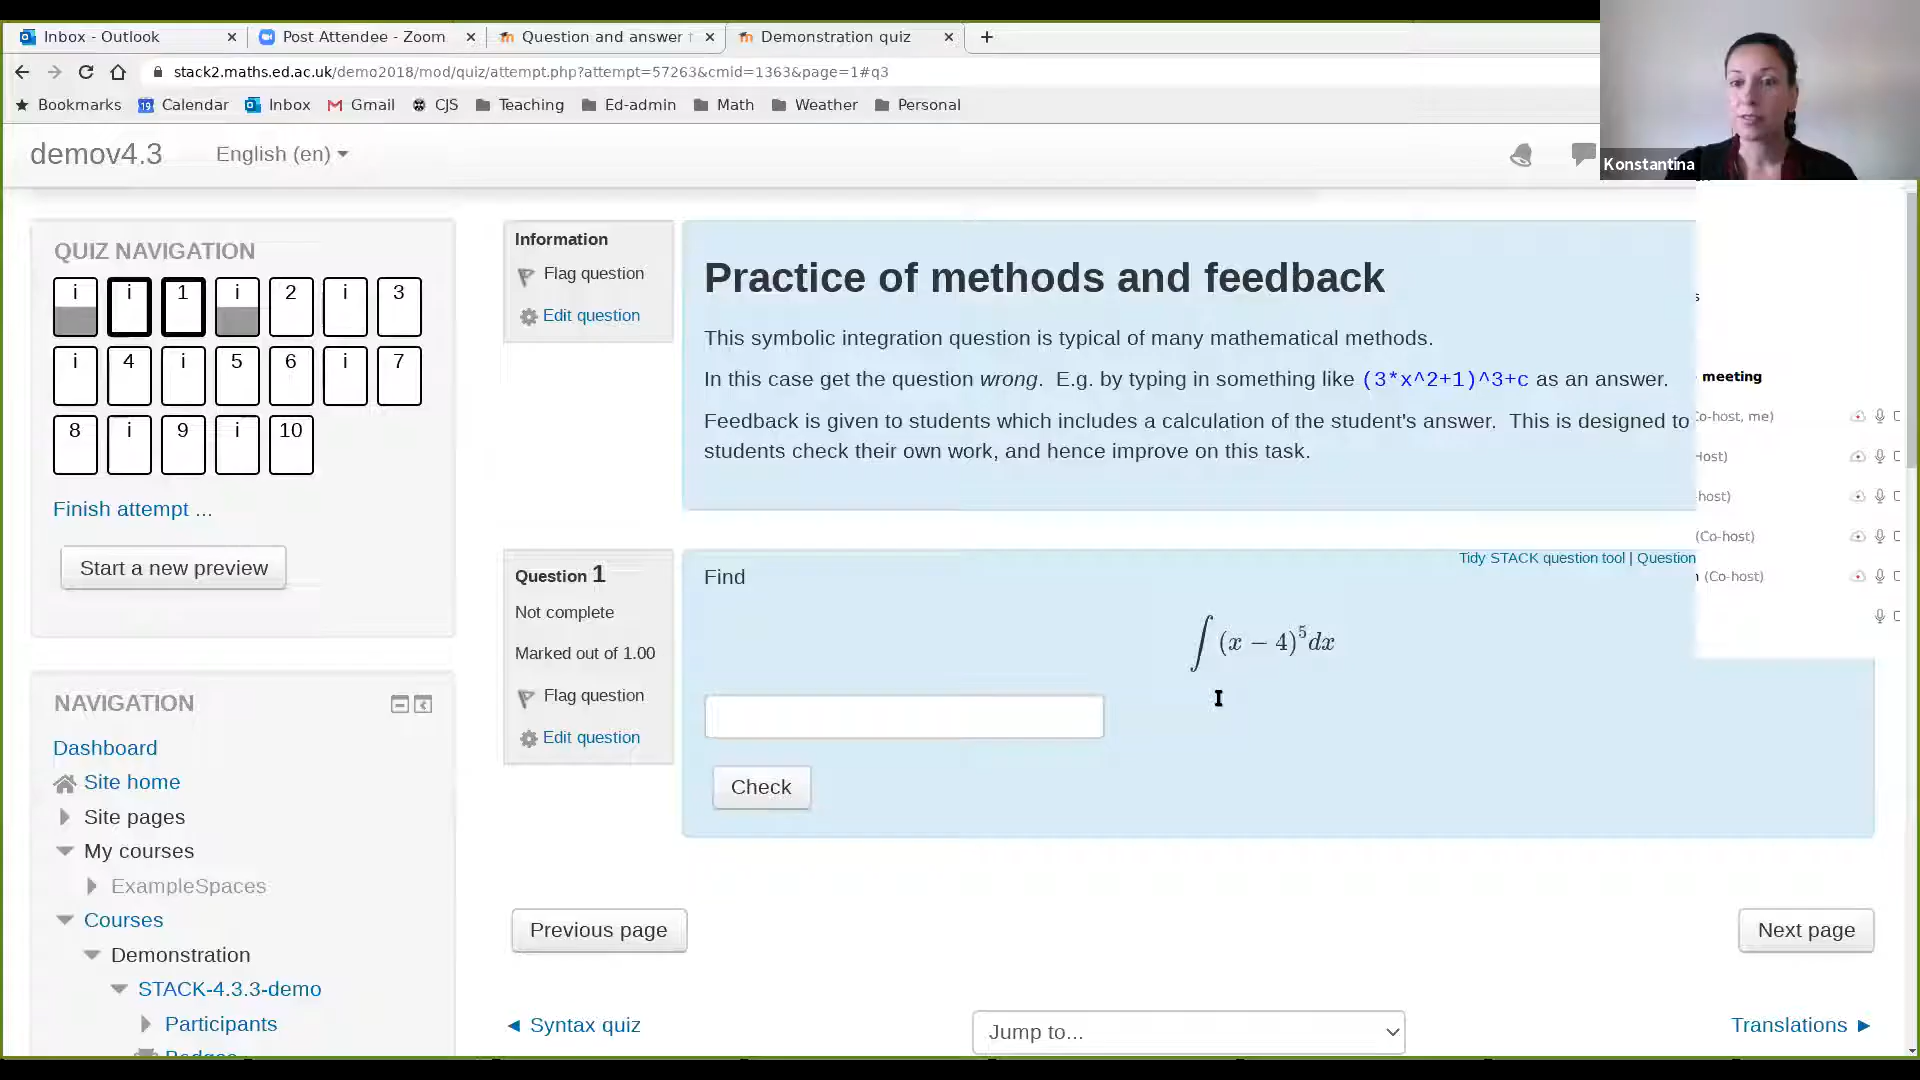 Inbox - Outlook
Post Attendee - Zoom
Question and answer
Demonstration quiz
stack2.maths.ed.ac.uk/demo2018/mod/quiz/attempt.php?attempt=57263&cmid=1363&page=1#q3
Bookmarks
19 Calendar
Inbox
Gmail
CJS
Teaching
Ed-admin
Math
Weather
Personal
demov4.3
English (en)
Konstantina
QUIZ NAVIGATION
i i 1 i 2 i 3
i 4 i 5 6 i 7
8 i 9 i 10
Finish attempt ...
Start a new preview
Information
Flag question
Edit question
Practice of methods and feedback
This symbolic integration question is typical of many mathematical methods.
In this case get the question wrong. E.g. by typing in something like (3*x^2+1)^3+c as an answer.
Feedback is given to students which includes a calculation of the student's answer. This is designed to
students check their own work, and hence improve on this task.
meeting
Co-host, me)
Host)
host)
(Co-host)
(Co-host)
Question 1
Not complete
Marked out of 1.00
Flag question
Edit question
Tidy STACK question tool | Question
Find
∫ (x − 4)⁵ dx
Check
NAVIGATION
Dashboard
Site home
Site pages
My courses
ExampleSpaces
Courses
Demonstration
STACK-4.3.3-demo
Participants
Badges
Previous page
Next page
◄ Syntax quiz
Jump to...
Translations ►